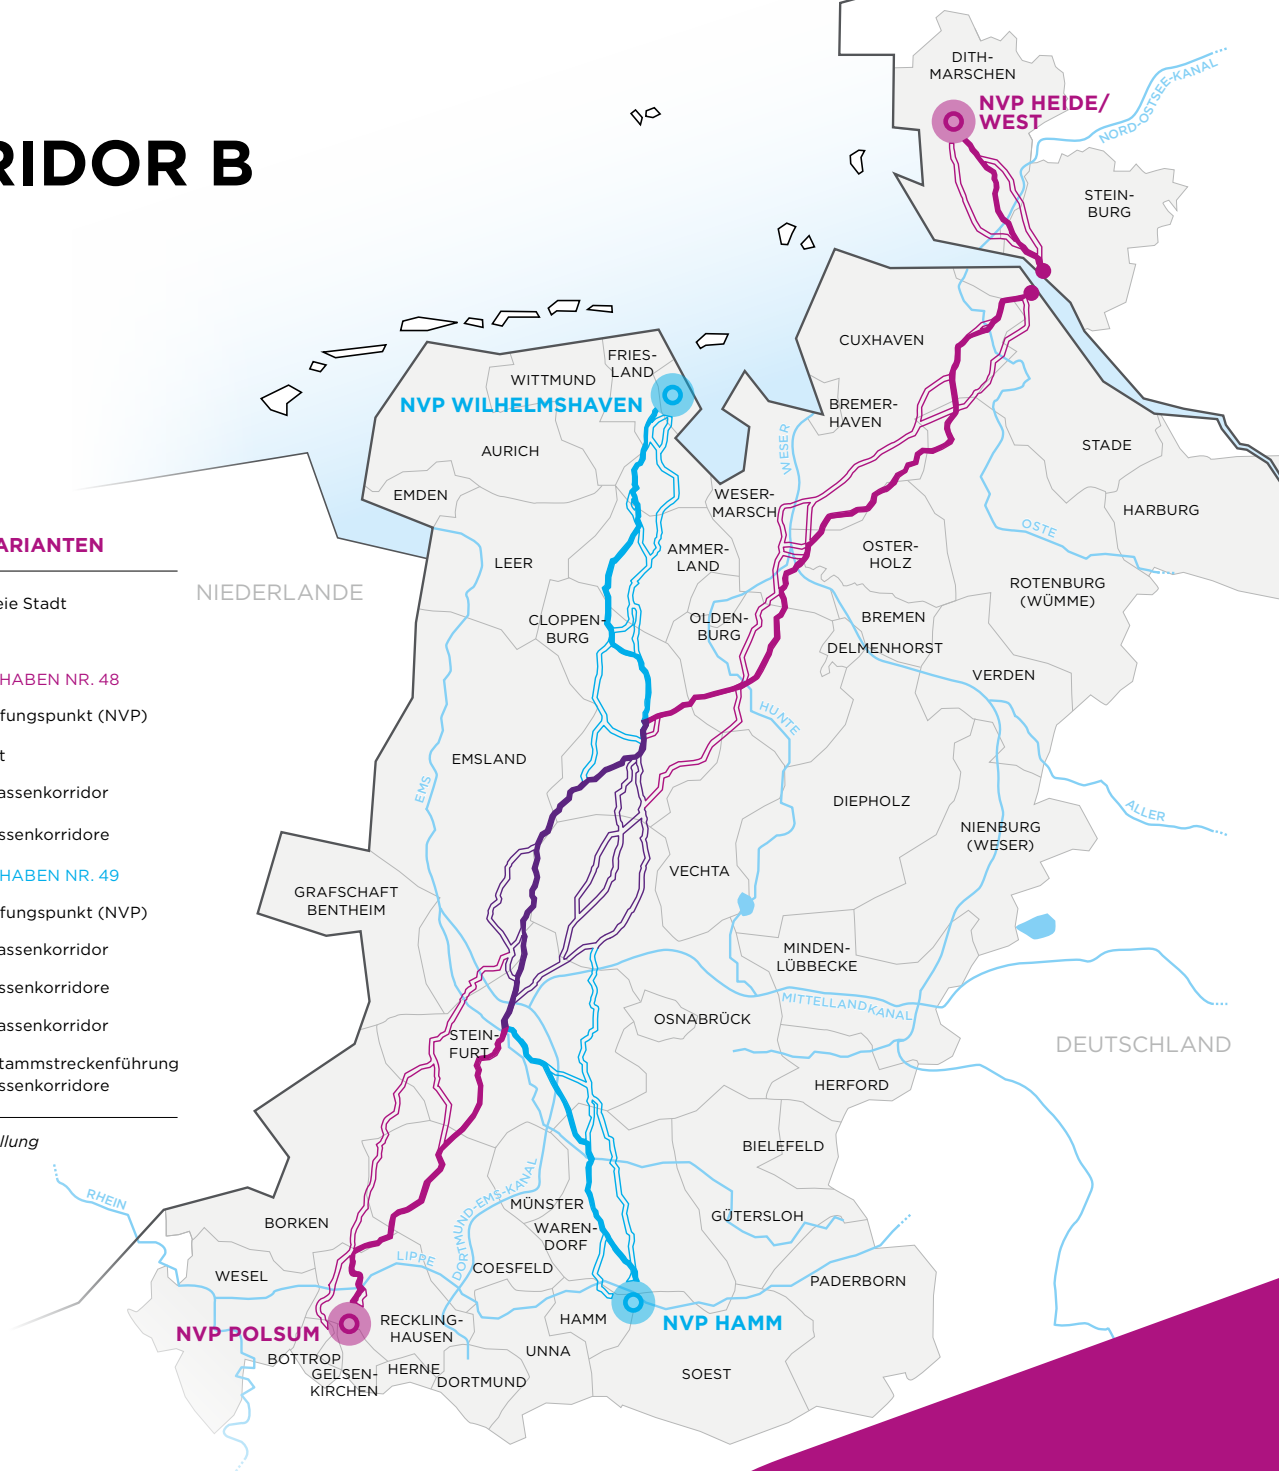 RIDOR B
ARIANTEN
eie Stadt
HABEN NR. 48
fungspunkt (NVP)
t
assenkorridor
ssenkorridore
HABEN NR. 49
fungspunkt (NVP)
assenkorridor
ssenkorridore
assenkorridor
tammstreckenführung
ssenkorridore
llung
DITH-
MARSCHEN
NVP HEIDE/
WEST
NORD-OSTSEE-KANAL
STEIN-
BURG
CUXHAVEN
FRIES-
LAND
WITTMUND
NVP WILHELMSHAVEN
BREMER-
HAVEN
AURICH
WESER
STADE
EMDEN
WESER-
MARSCH
HARBURG
OSTE
AMMER-
LAND
OSTER-
HOLZ
LEER
NIEDERLANDE
ROTENBURG
(WÜMME)
CLOPPEN-
BURG
OLDEN-
BURG
BREMEN
DELMENHORST
VERDEN
HUNTE
EMSLAND
EMS
DIEPHOLZ
ALLER
NIENBURG
(WESER)
VECHTA
GRAFSCHAFT
BENTHEIM
MINDEN-
LÜBBECKE
MITTELLANDKANAL
OSNABRÜCK
STEIN-
FURT
DEUTSCHLAND
HERFORD
BIELEFELD
RHEIN
DORTMUND-EMS-KANAL
MÜNSTER
GÜTERSLOH
BORKEN
WAREN-
DORF
LIPPE
COESFELD
WESEL
PADERBORN
NVP POLSUM
RECKLING-
HAUSEN
HAMM
NVP HAMM
UNNA
BOTTROP
GELSEN-
KIRCHEN
HERNE
DORTMUND
SOEST